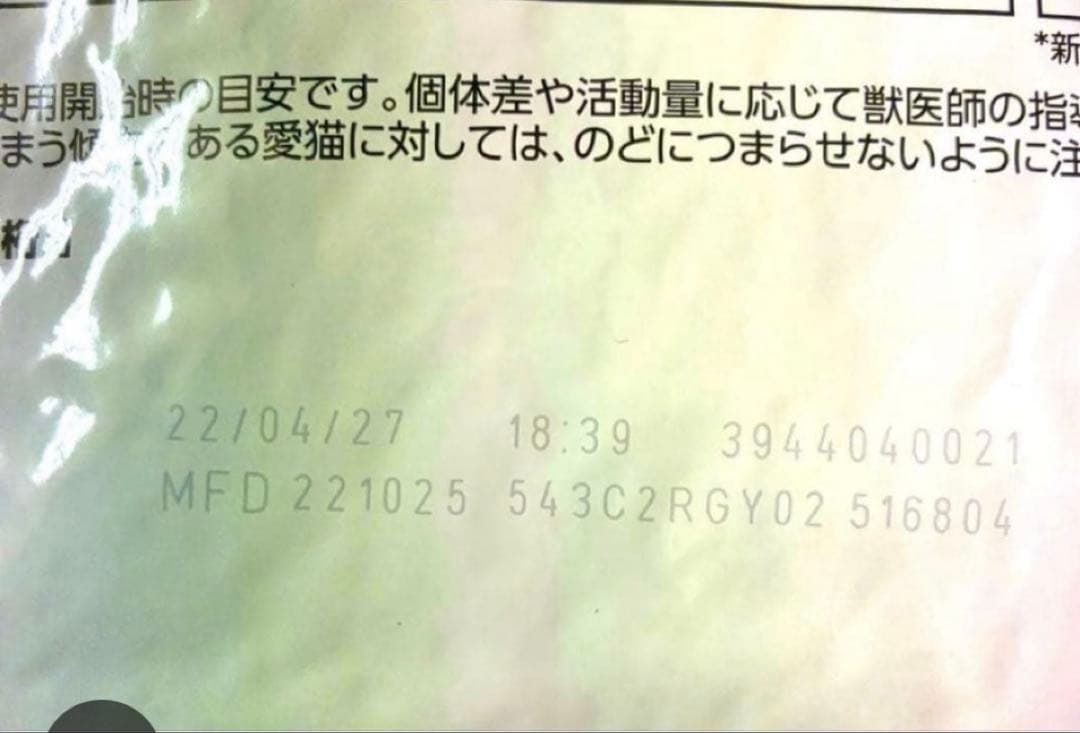 *新
使用開始時の目安です。個体差や活動量に応じて獣医師の指導
まう傾 ある愛猫に対しては、のどにつまらせないように注
22/04/27 18:39 3944040021
MFD 221025 543C2RGY02 516804